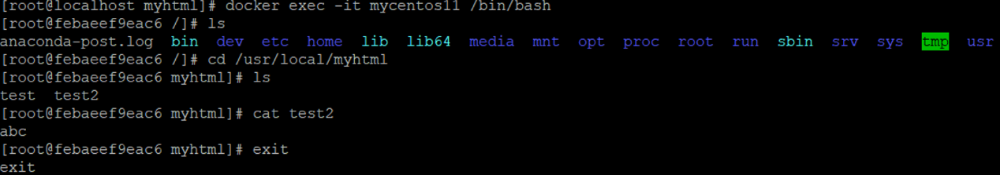 [root@localhost myhtml]# docker exec -it mycentos11 /bin/bash
[root@febaeef9eac6 /]# ls
anaconda-post.log  bin  dev  etc  home  lib  lib64  media  mnt  opt  proc  root  run  sbin  srv  sys  tmp  usr
[root@febaeef9eac6 /]# cd /usr/local/myhtml
[root@febaeef9eac6 myhtml]# ls
test  test2
[root@febaeef9eac6 myhtml]# cat test2
abc
[root@febaeef9eac6 myhtml]# exit
exit